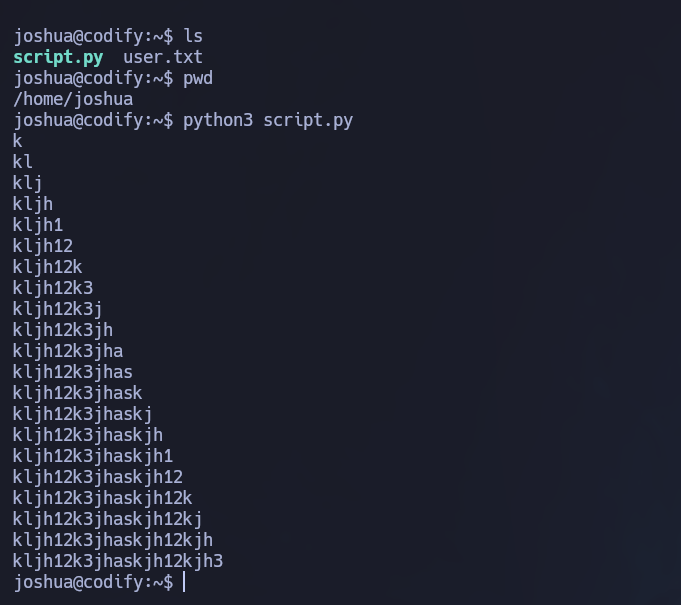 joshua@codify:~$ ls
script.py  user.txt
joshua@codify:~$ pwd
/home/joshua
joshua@codify:~$ python3 script.py
k
kl
klj
kljh
kljh1
kljh12
kljh12k
kljh12k3
kljh12k3j
kljh12k3jh
kljh12k3jha
kljh12k3jhas
kljh12k3jhask
kljh12k3jhaskj
kljh12k3jhaskjh
kljh12k3jhaskjh1
kljh12k3jhaskjh12
kljh12k3jhaskjh12k
kljh12k3jhaskjh12kj
kljh12k3jhaskjh12kjh
kljh12k3jhaskjh12kjh3
joshua@codify:~$